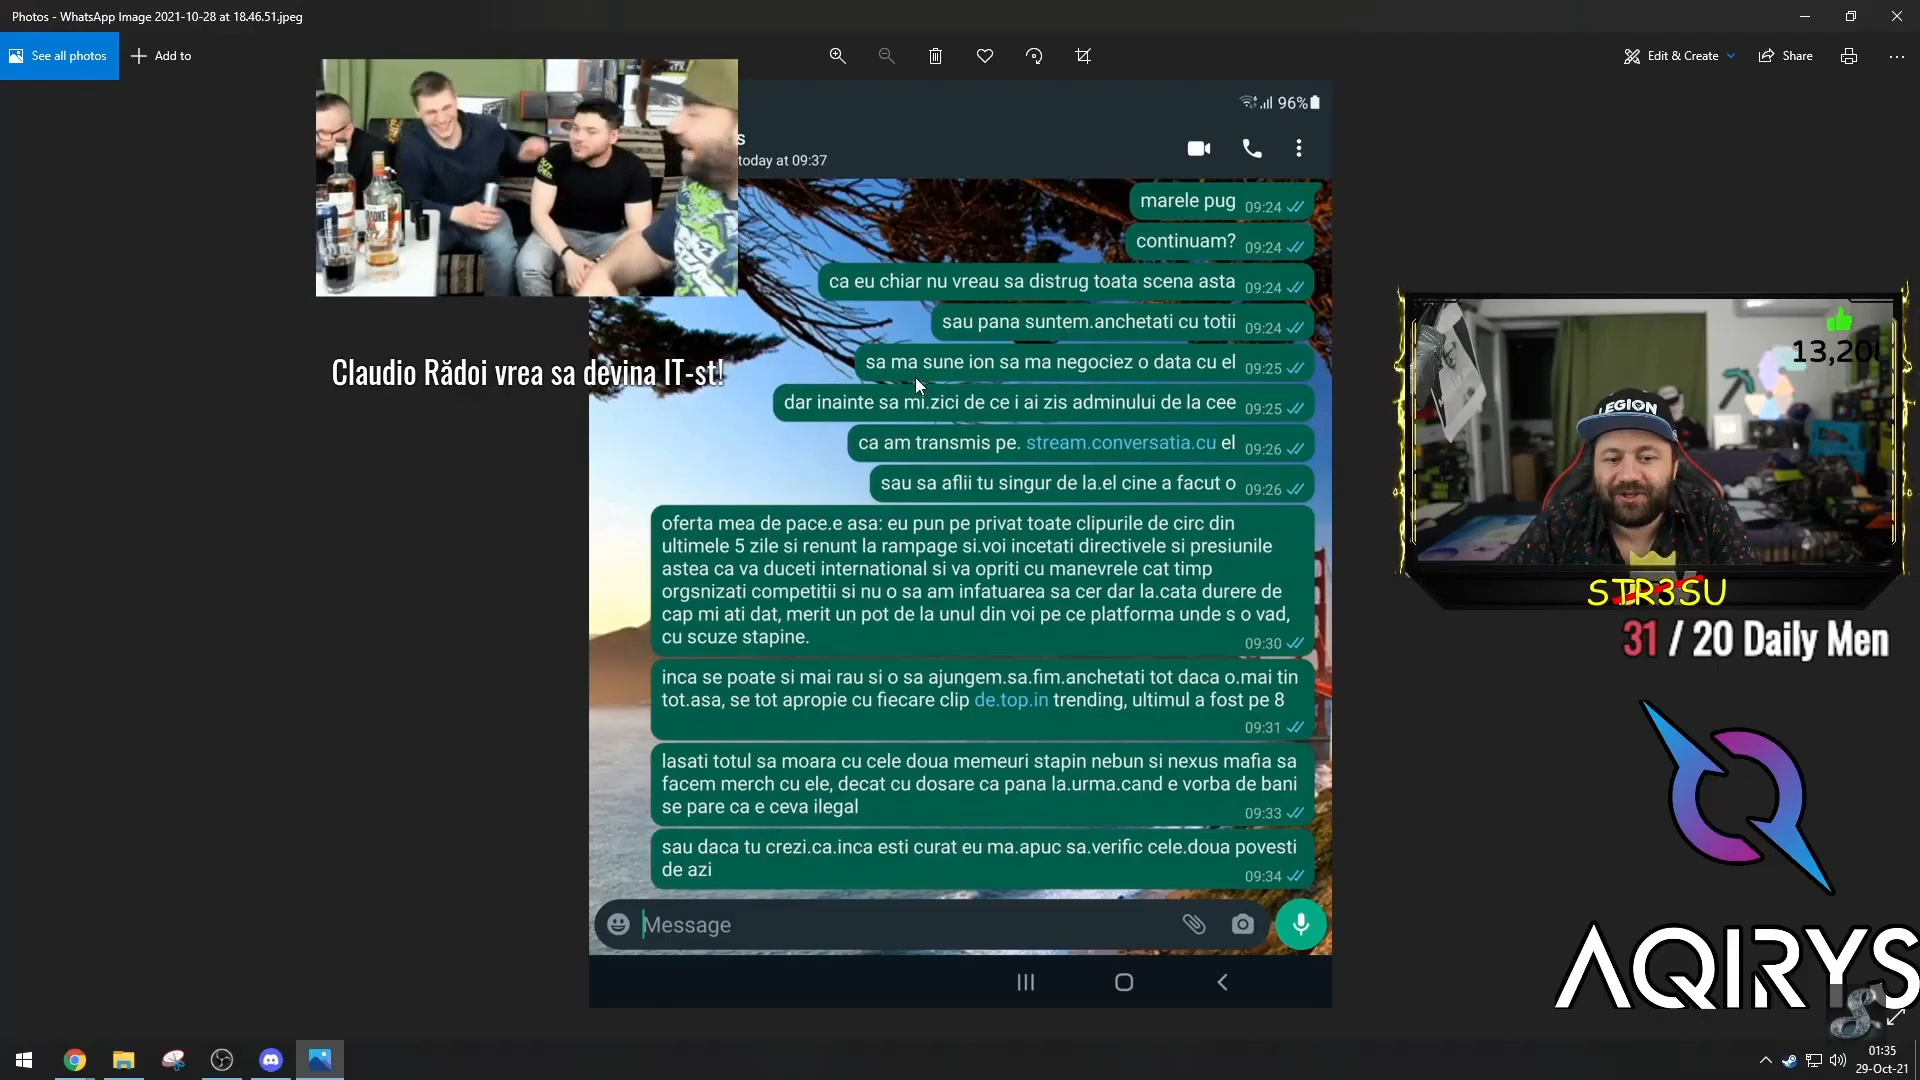 Photos - WhatsApp Image 2021-10-28 at 18.46.51.jpeg
See all photos
Add to
Edit & Create
Share
96%
s
today at 09:37
marele pug 09:24
continuam? 09:24
ca eu chiar nu vreau sa distrug toata scena asta 09:24
sau pana suntem.anchetati cu totii 09:24
sa ma sune ion sa ma negociez o data cu el 09:25
dar inainte sa mi.zici de ce i ai zis adminului de la cee 09:25
ca am transmis pe. stream.conversatia.cu el 09:26
sau sa aflii tu singur de la.el cine a facut o 09:26
oferta mea de pace.e asa: eu pun pe privat toate clipurile de circ din
ultimele 5 zile si renunt la rampage si.voi incetati directivele si presiunile
astea ca va duceti international si va opriti cu manevrele cat timp
orgsnizati competitii si nu o sa am infatuarea sa cer dar la.cata durere de
cap mi ati dat, merit un pot de la unul din voi pe ce platforma unde s o vad,
cu scuze stapine.
09:30
inca se poate si mai rau si o sa ajungem.sa.fim.anchetati tot daca o.mai tin
tot.asa, se tot apropie cu fiecare clip de.top.in trending, ultimul a fost pe 8
09:31
lasati totul sa moara cu cele doua memeuri stapin nebun si nexus mafia sa
facem merch cu ele, decat cu dosare ca pana la.urma.cand e vorba de bani
se pare ca e ceva ilegal
09:33
sau daca tu crezi.ca.inca esti curat eu ma.apuc sa.verific cele.doua povesti
de azi
09:34
Message
Claudio Rădoi vrea sa devina IT-st!
LEGION
STR3SU
31 / 20 Daily Men
AQIRYS
01:35
29-Oct-21